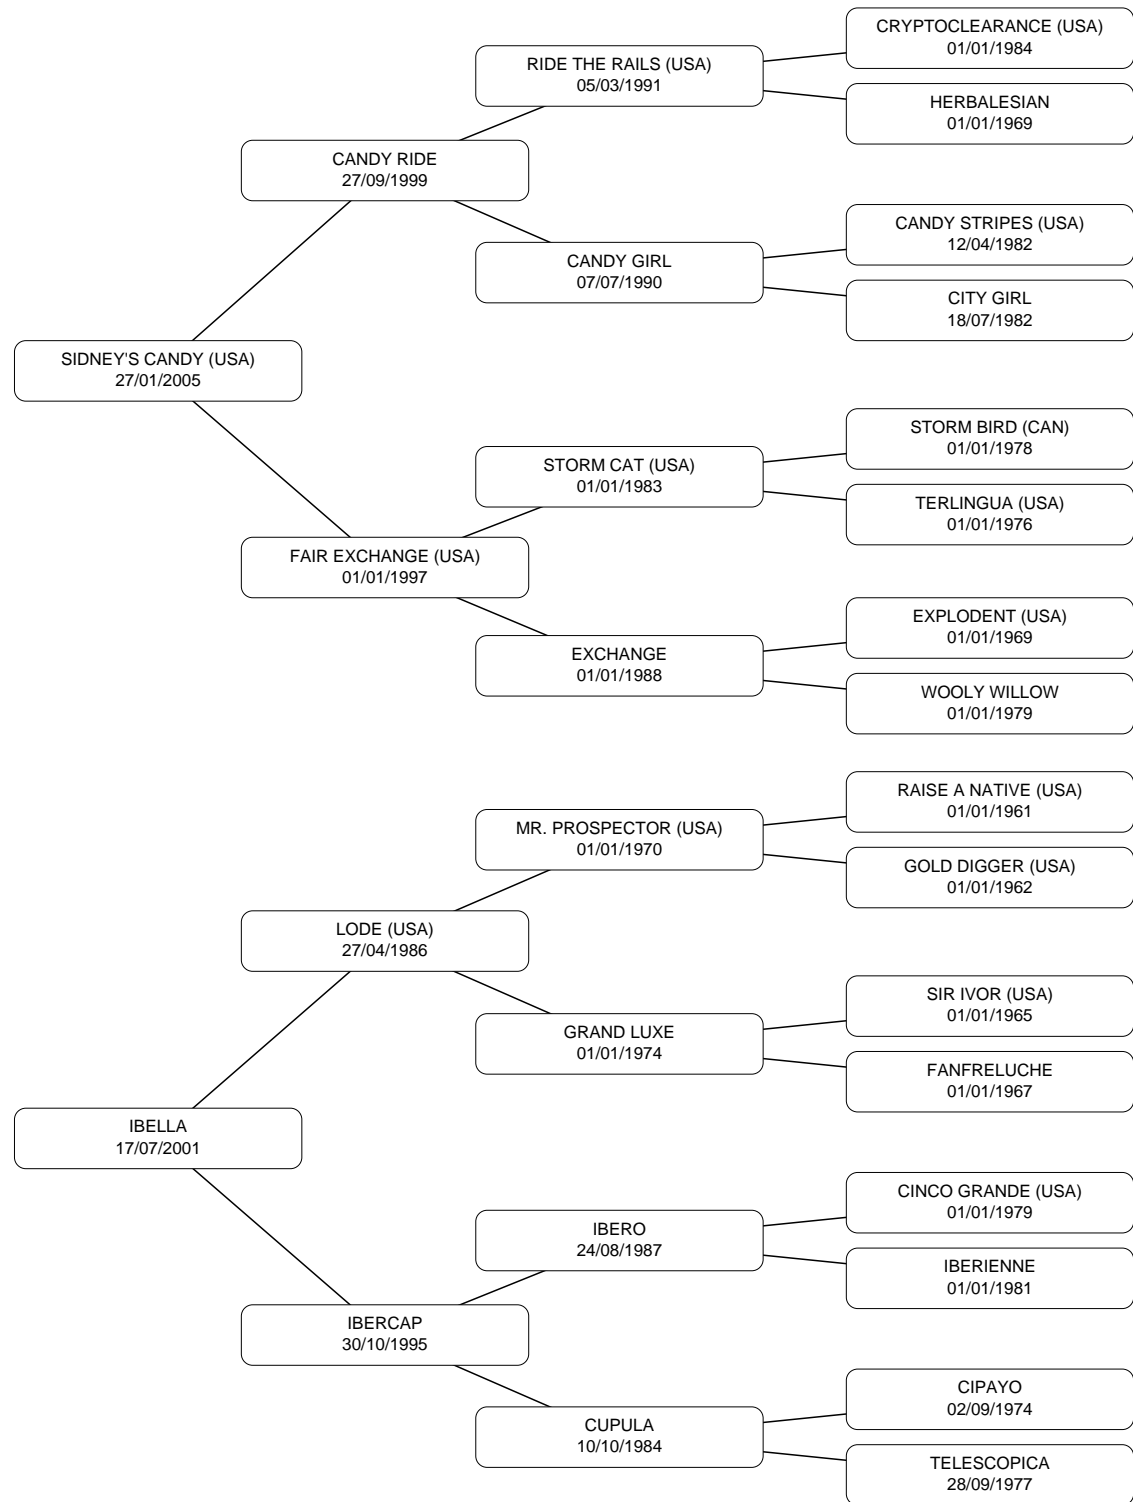 CRYPTOCLEARANCE (USA)
01/01/1984
RIDE THE RAILS (USA)
05/03/1991
HERBALESIAN
01/01/1969
CANDY RIDE
27/09/1999
CANDY STRIPES (USA)
12/04/1982
CANDY GIRL
07/07/1990
CITY GIRL
18/07/1982
SIDNEY'S CANDY (USA)
27/01/2005
STORM BIRD (CAN)
01/01/1978
STORM CAT (USA)
01/01/1983
TERLINGUA (USA)
01/01/1976
FAIR EXCHANGE (USA)
01/01/1997
EXPLODENT (USA)
01/01/1969
EXCHANGE
01/01/1988
WOOLY WILLOW
01/01/1979
RAISE A NATIVE (USA)
01/01/1961
MR. PROSPECTOR (USA)
01/01/1970
GOLD DIGGER (USA)
01/01/1962
LODE (USA)
27/04/1986
SIR IVOR (USA)
01/01/1965
GRAND LUXE
01/01/1974
FANFRELUCHE
01/01/1967
IBELLA
17/07/2001
CINCO GRANDE (USA)
01/01/1979
IBERO
24/08/1987
IBERIENNE
01/01/1981
IBERCAP
30/10/1995
CIPAYO
02/09/1974
CUPULA
10/10/1984
TELESCOPICA
28/09/1977